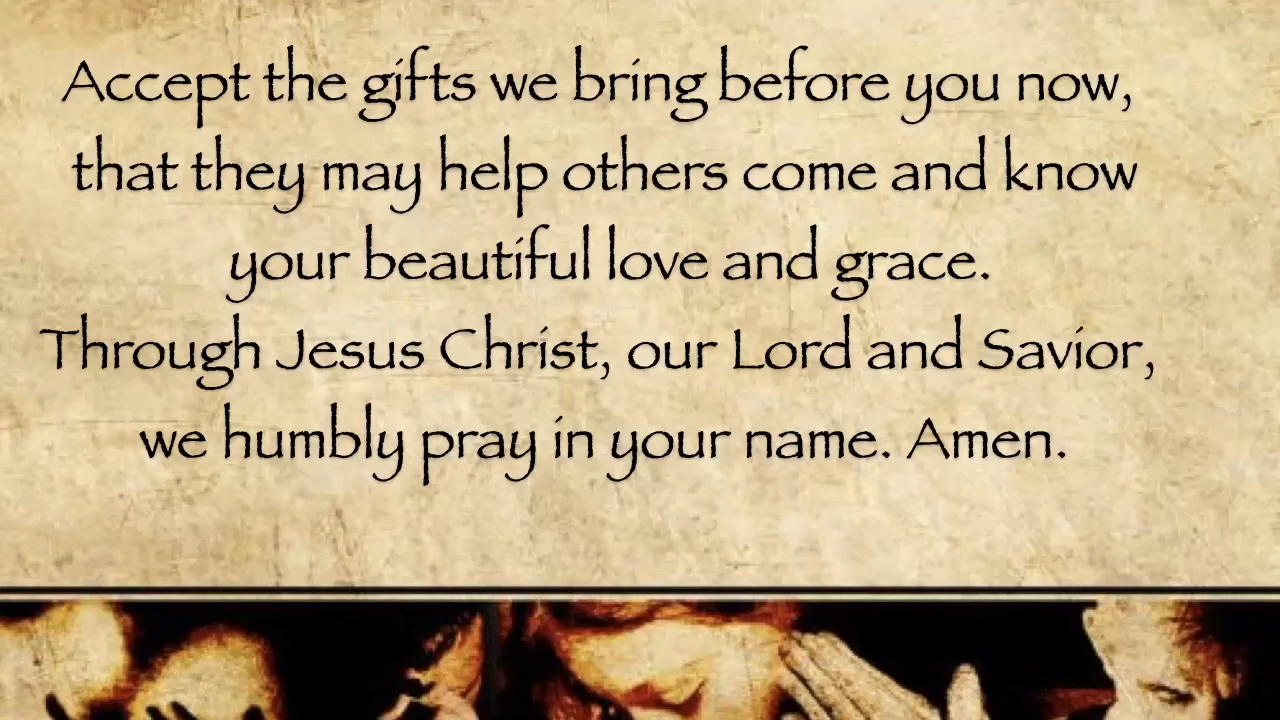 Accept the gifts we bring before you now,
that they may help others come and know
your beautiful love and grace.
Through Jesus Christ, our Lord and Savior,
we humbly pray in your name. Amen.